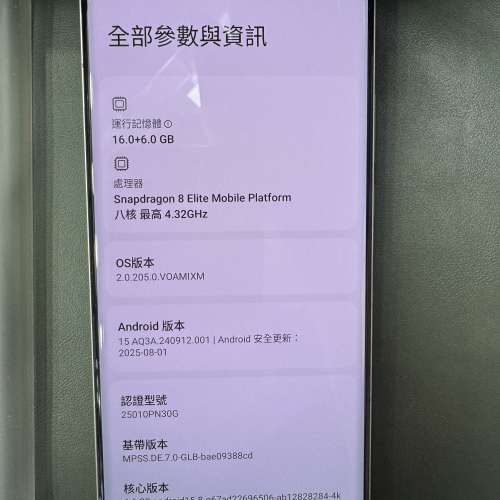 全部參數與資訊
運行記憶體
16.0+6.0 GB
處理器
Snapdragon 8 Elite Mobile Platform
八核 最高 4.32GHz
OS版本
2.0.205.0.VOAMIXM
Android 版本
15 AQ3A.240912.001 | Android 安全更新：
2025-08-01
認證型號
25010PN30G
基帶版本
MPSS.DE.7.0-GLB-bae09388cd
核心版本